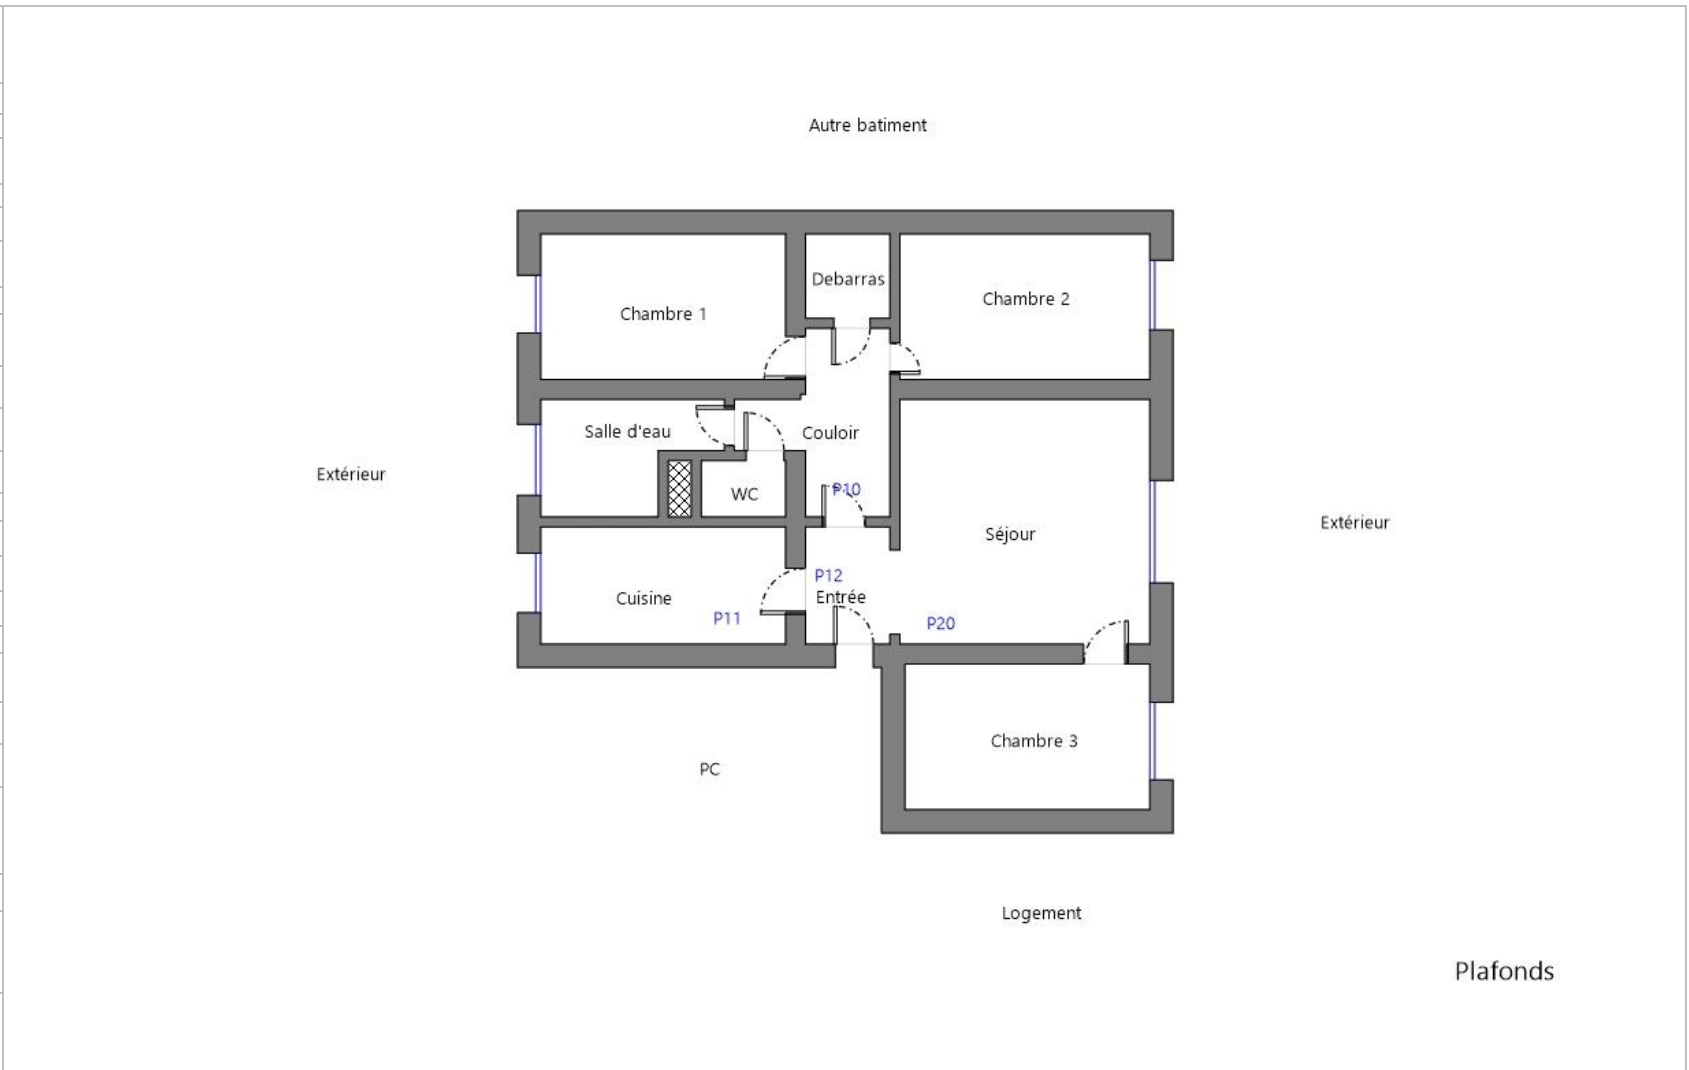 Autre batiment
Debarras
Chambre 2
Chambre 1
Salle d'eau
Couloir
Extérieur
WC
P10
Extérieur
Séjour
P12
Entrée
Cuisine
P11
P20
Chambre 3
PC
Logement
Plafonds